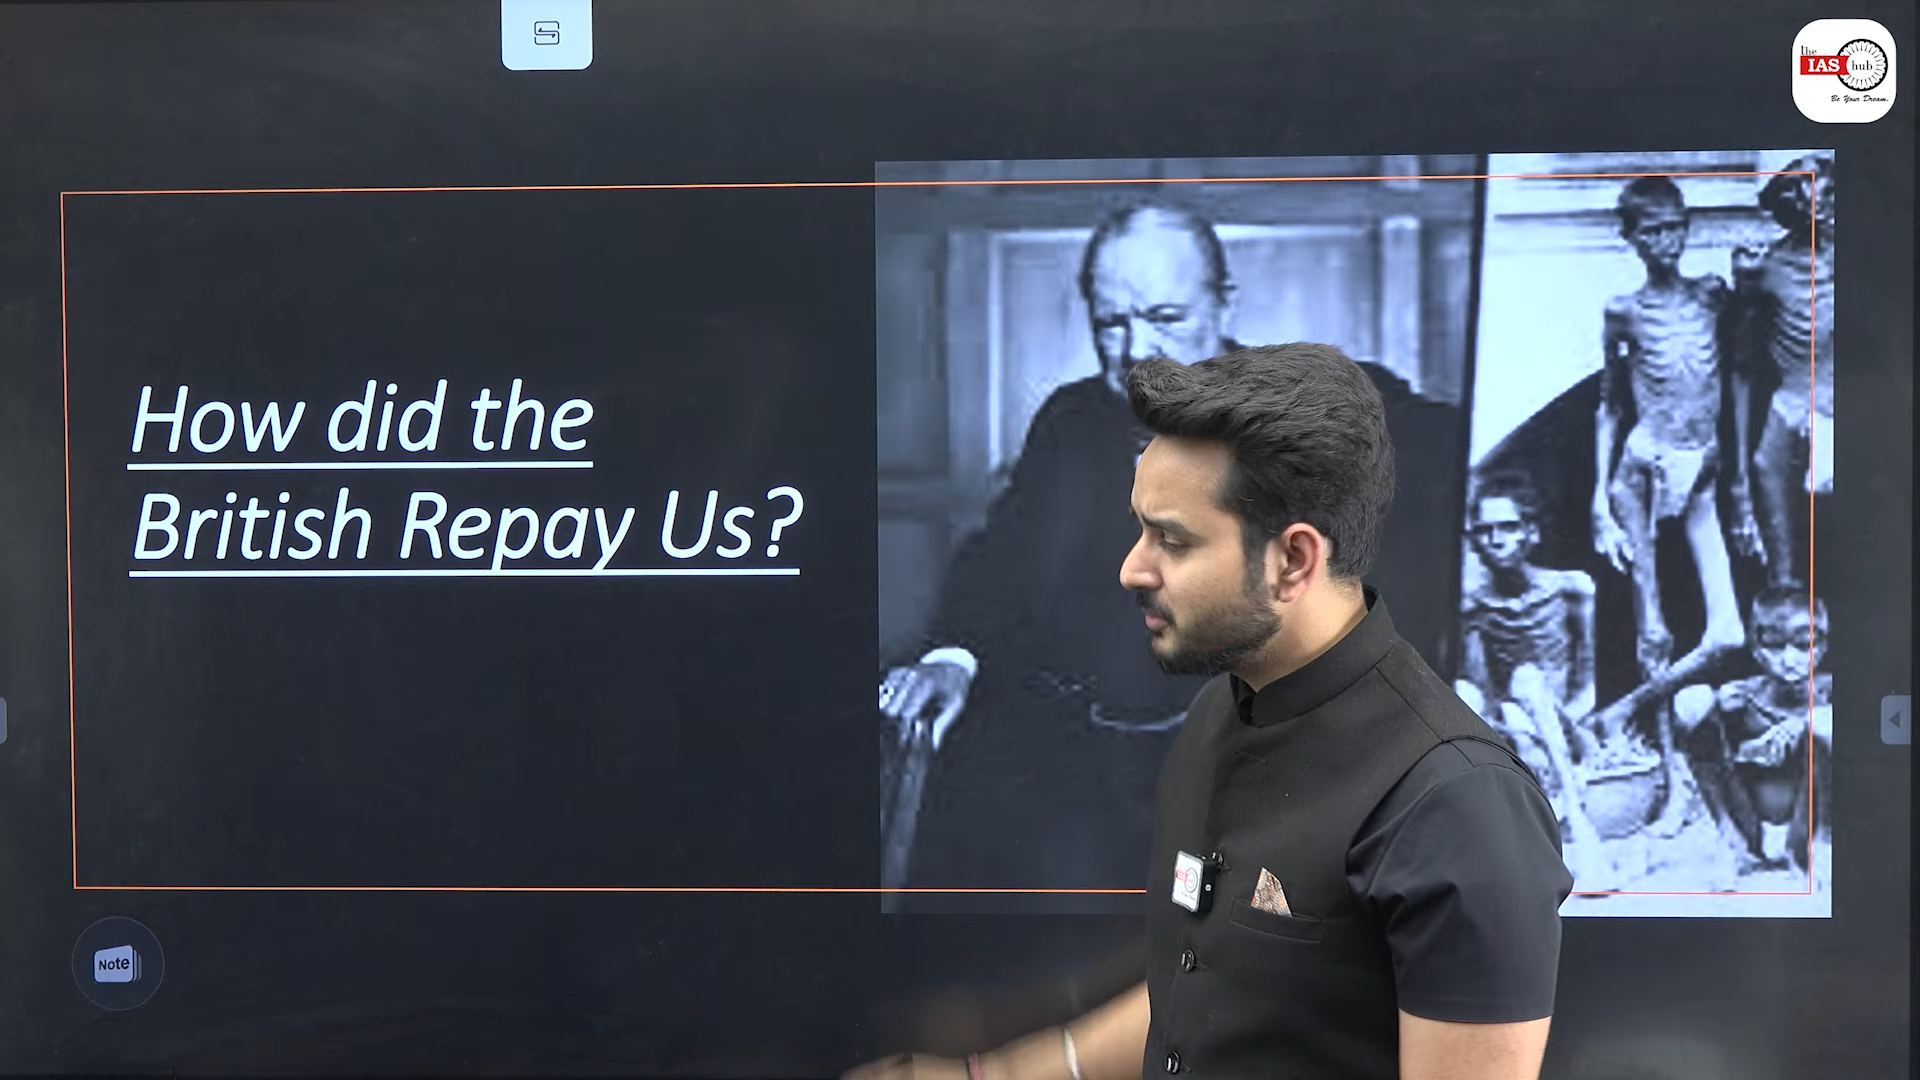 the
IAS hub
Be Your Dream.
How did the
British Repay Us?
Note